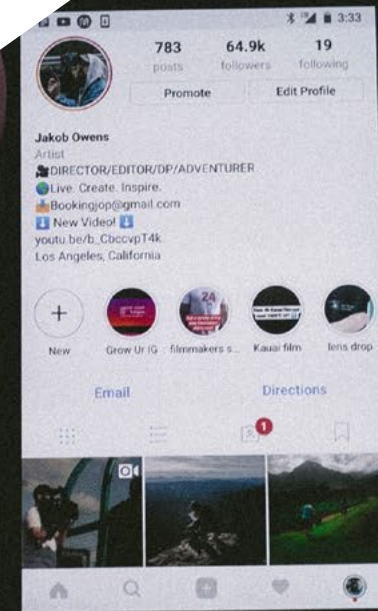 3:33
783 64.9k 19
posts followers following
Promote Edit Profile
Jakob Owens
Artist
🎥DIRECTOR/EDITOR/DP/ADVENTURER
🌎Live. Create. Inspire.
📩Bookingjop@gmail.com
⬇️ New Video! ⬇️
youtu.be/b_CbccvpT4k
Los Angeles, California
24
New Grow Ur IG filmmakers s... Kauai film lens drop
Email Directions
1